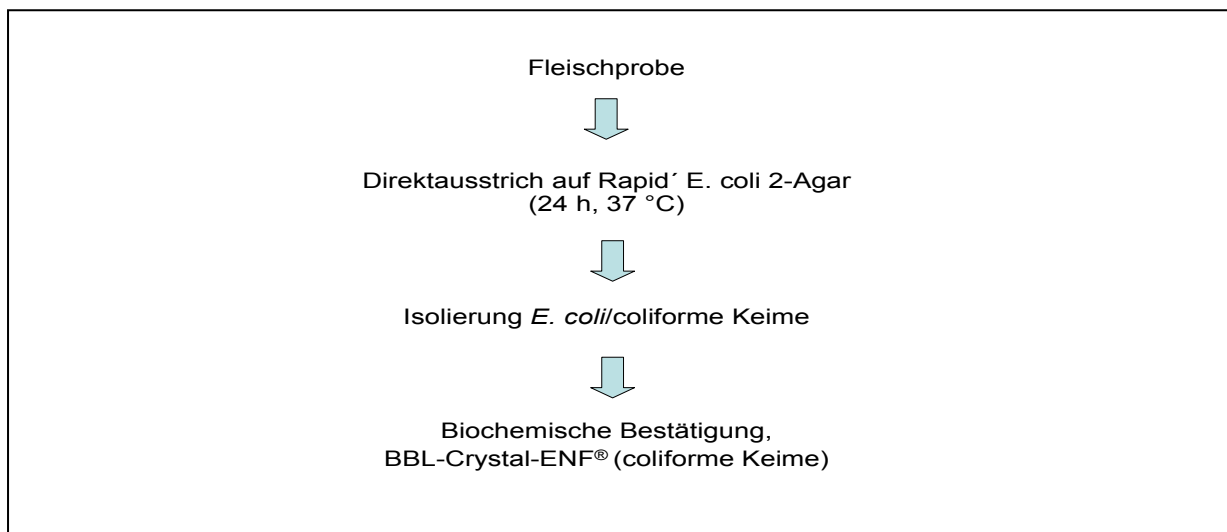 Fleischprobe
Direktausstrich auf Rapid´ E. coli 2-Agar
(24 h, 37 °C)
Isolierung E. coli/coliforme Keime
Biochemische Bestätigung,
BBL-Crystal-ENF® (coliforme Keime)